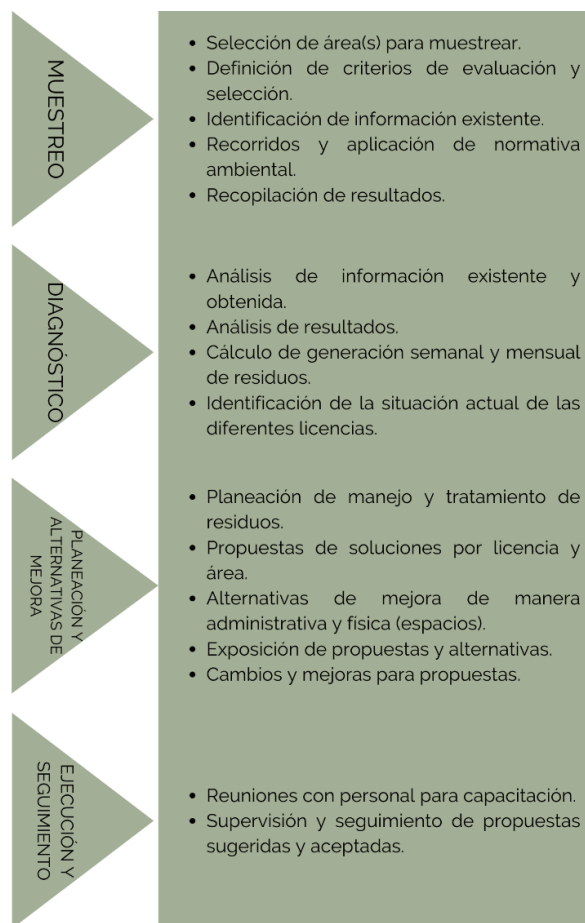 MUESTREO
• Selección de área(s) para muestrear.
• Definición de criterios de evaluación y
selección.
• Identificación de información existente.
• Recorridos y aplicación de normativa
ambiental.
• Recopilación de resultados.
DIAGNÓSTICO
• Análisis de información existente y
obtenida.
• Análisis de resultados.
• Cálculo de generación semanal y mensual
de residuos.
• Identificación de la situación actual de las
diferentes licencias.
PLANEACIÓN Y
ALTERNATIVAS DE
MEJORA
• Planeación de manejo y tratamiento de
residuos.
• Propuestas de soluciones por licencia y
área.
• Alternativas de mejora de manera
administrativa y física (espacios).
• Exposición de propuestas y alternativas.
• Cambios y mejoras para propuestas.
EJECUCIÓN Y
SEGUIMIENTO
• Reuniones con personal para capacitación.
• Supervisión y seguimiento de propuestas
sugeridas y aceptadas.